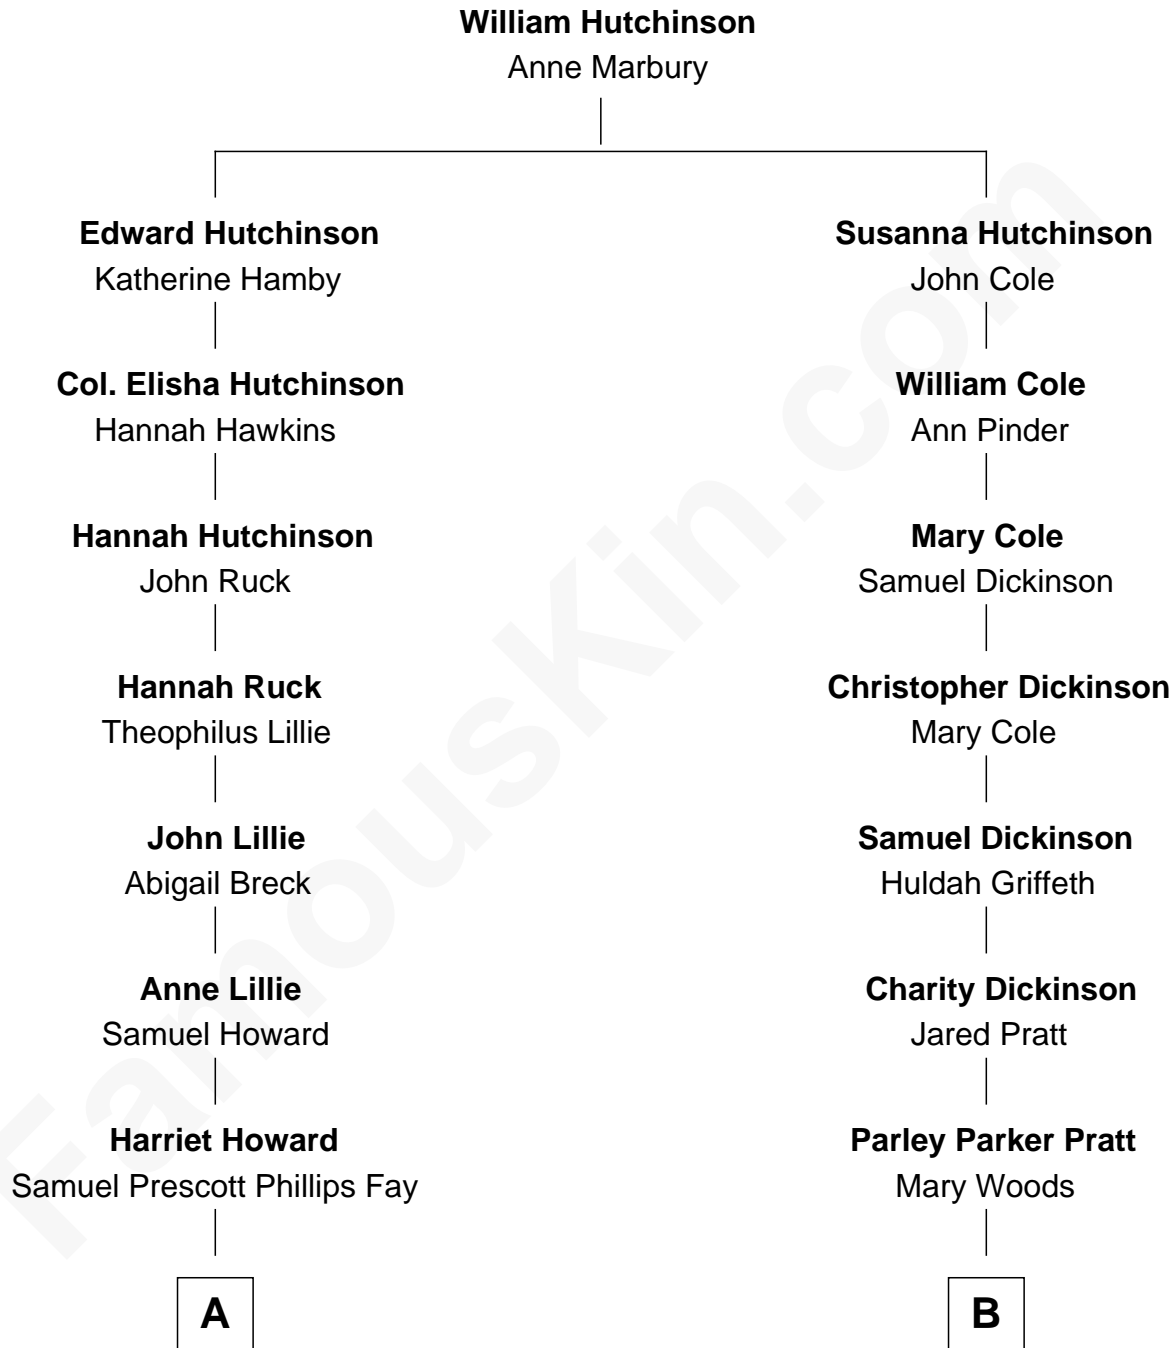 William Hutchinson
Anne Marbury
Edward Hutchinson
Katherine Hamby
Susanna Hutchinson
John Cole
Col. Elisha Hutchinson
Hannah Hawkins
William Cole
Ann Pinder
Hannah Hutchinson
John Ruck
Mary Cole
Samuel Dickinson
Hannah Ruck
Theophilus Lillie
Christopher Dickinson
Mary Cole
John Lillie
Abigail Breck
Samuel Dickinson
Huldah Griffeth
Anne Lillie
Samuel Howard
Charity Dickinson
Jared Pratt
Harriet Howard
Samuel Prescott Phillips Fay
Parley Parker Pratt
Mary Woods
A
B
FamousKin.com